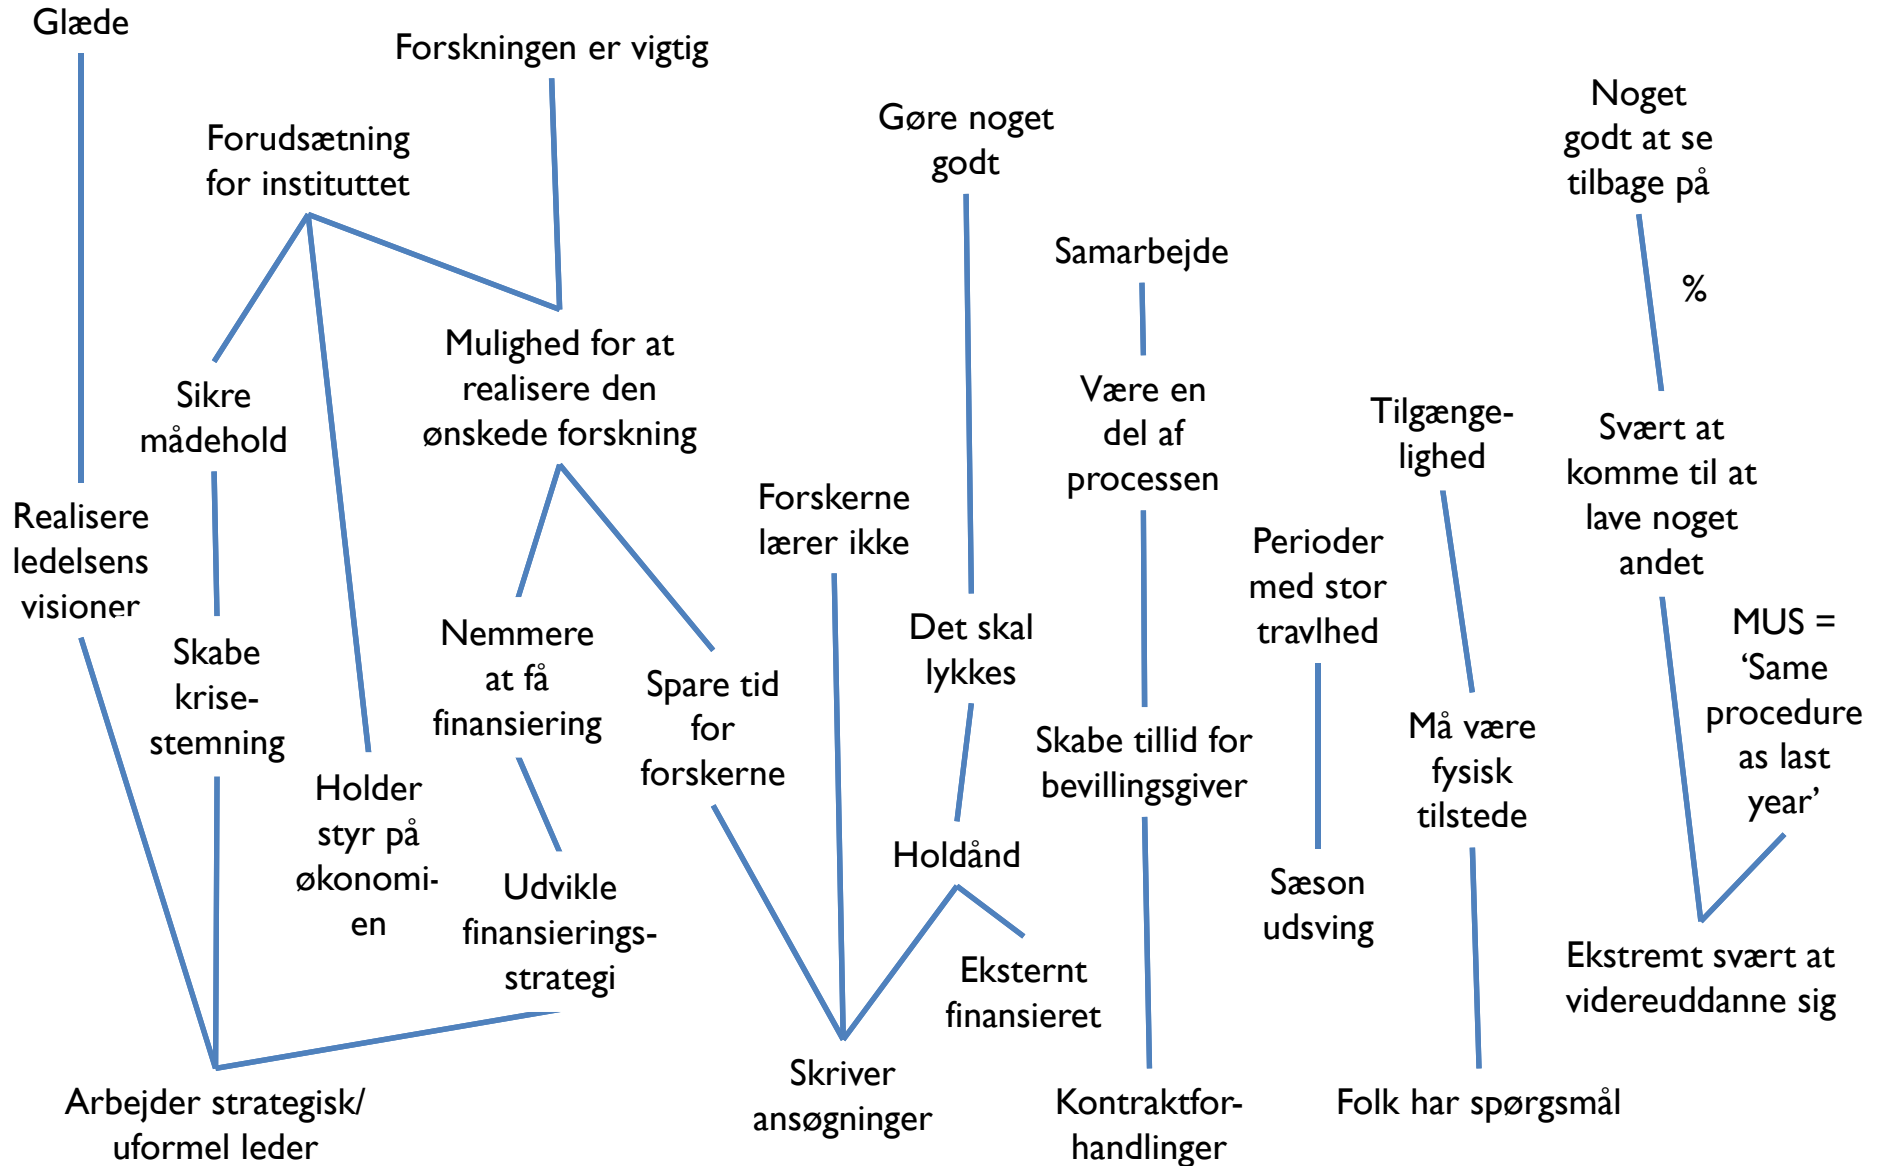 Glæde
Forskningen er vigtig
Forudsætning
for instituttet
Gøre noget
godt
Noget
godt at se
tilbage på
Samarbejde
%
Mulighed for at
realisere den
ønskede forskning
Sikre
mådehold
Være en
del af
processen
Tilgænge-
lighed
Svært at
komme til at
lave noget
andet
Realisere
ledelsens
visioner
Forskerne
lærer ikke
Perioder
med stor
travlhed
Skabe
krise-
stemning
Nemmere
at få
finansiering
Spare tid
for
forskerne
Det skal
lykkes
MUS =
‘Same
procedure
as last
year’
Skabe tillid for
bevillingsgiver
Må være
fysisk
tilstede
Holder
styr på
økonomi-
en
Udvikle
finansierings-
strategi
Holdånd
Eksternt
finansieret
Sæson
udsving
Ekstremt svært at
videreuddanne sig
Arbejder strategisk/
uformel leder
Skriver
ansøgninger
Kontraktfor-
handlinger
Folk har spørgsmål